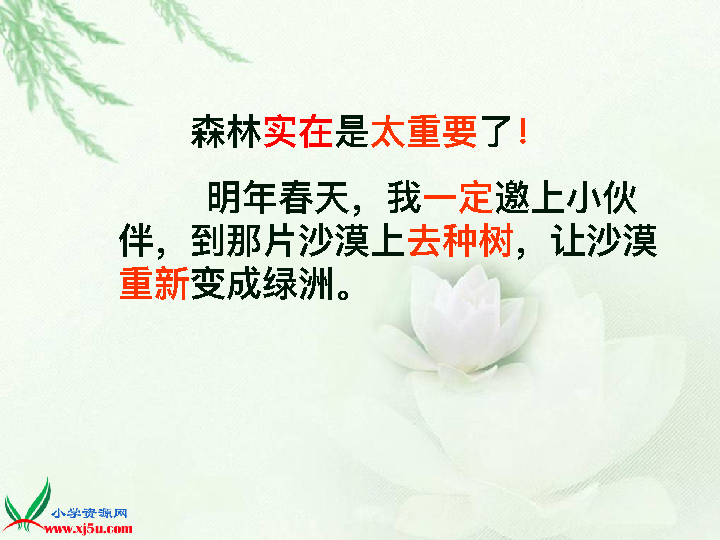 森林实在是太重要了！
明年春天，我一定邀上小伙
伴，到那片沙漠上去种树，让沙漠
重新变成绿洲。
小学资源网
www.xj5u.com